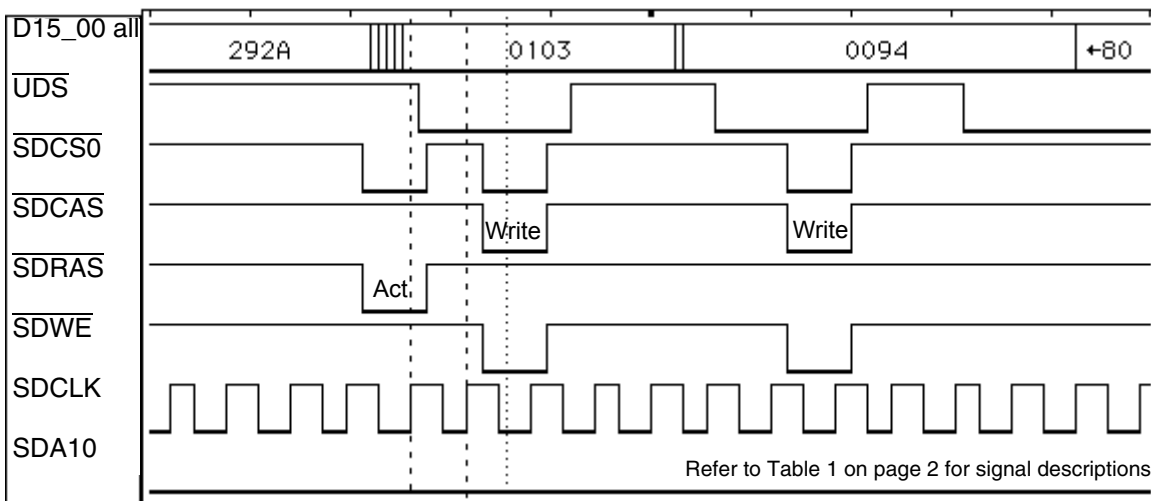 D15_00 all
292A
0103
0094
←80
UDS
SDCS0
SDCAS
Write
Write
SDRAS
Act
SDWE
SDCLK
SDA10
Refer to Table 1 on page 2 for signal descriptions